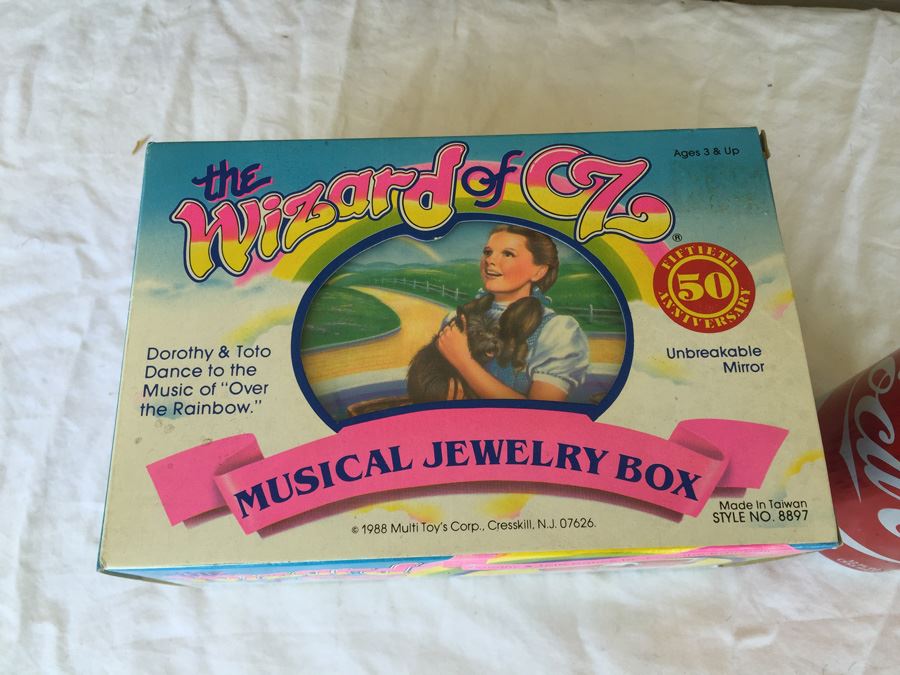 Ages 3 & Up
the
Wizard of OZ®
FIFTIETH
50
ANNIVERSARY
Dorothy & Toto
Dance to the
Music of "Over
the Rainbow."
Unbreakable
Mirror
MUSICAL JEWELRY BOX
Made In Taiwan
STYLE NO. 8897
© 1988 Multi Toy's Corp., Cresskill, N.J. 07626.